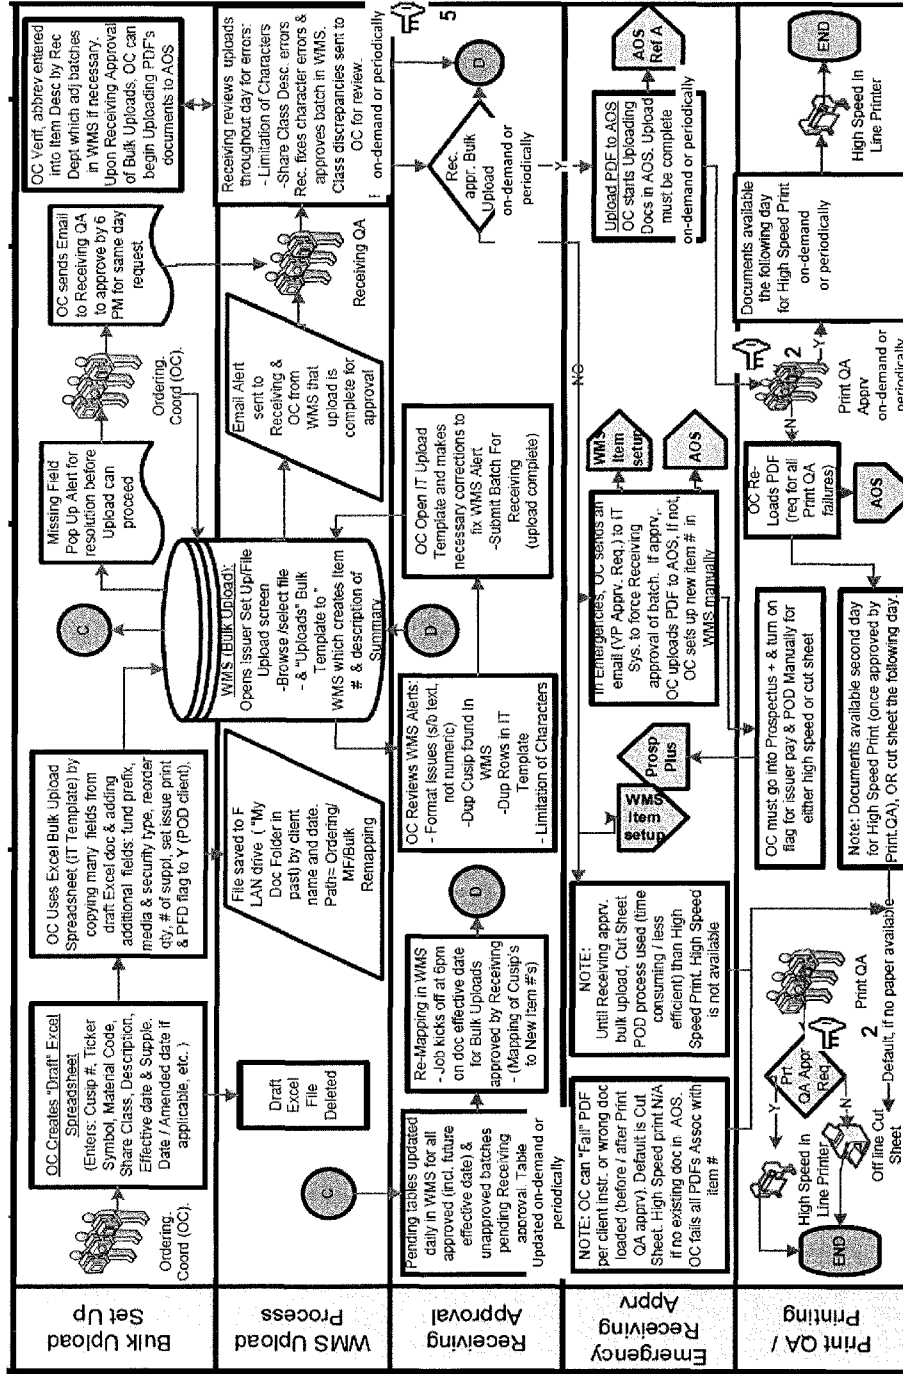 Bulk Upload
Set Up
Ordering.
Coord (OC).
OC Creates "Draft" Excel
Spreadsheet
(Enters: Cusip #, Ticker
Symbol, Material Code,
Share Class, Description,
Effective date & Supple.
Date / Amended date if
applicable, etc. )
OC Uses Excel Bulk Upload
Spreadsheet (IT Template) by
copying many fields from
draft Excel doc & adding
additional fields: fund prefix,
media & security type, reorder
qty, # of suppl, set issue print
& PFD flag to Y (POD client),
C
Missing Field
Pop Up Alert for
resolution before
Upload can
proceed
Ordering.
Coord (OC).
OC sends Email
to Receiving QA
to approve by 6
PM for same day
request
OC Verif, abbrev entered
into Item Desc by Rec
Dept which adj batches
in WMS if necessary.
Upon Receiving Approval
of Bulk Uploads, OC can
begin Uploading PDF's
documents to AOS
WMS Upload
Process
C
Draft
Excel
File
Deleted
File saved to F
LAN drive ( "My
Doc Folder in
past) by client
name and date.
Path= Ordering/
MF/Bulk
Remapping
WMS (Bulk Upload):
Opens Issuer Set Up/File
Upload screen
-Browse /select file
- & "Uploads" Bulk
Template to "
WMS which creates Item
# & description of
Summary
Email Alert
sent to
Receiving &
OC from
WMS that
upload is
complete for
approval
Receiving QA
Receiving reviews uploads
throughout day for errors:
- Limitation of Characters
-Share Class Desc. errors
Rec. fixes character errors &
approves batch in WMS.
Class discrepancies sent to
OC for review.
on-demand or periodically
5
Receiving
Approval
Pending tables updated
daily in WMS for all
approved (incl. future
effective date) &
unapproved batches
pending Receiving
approval. Table
Updated on-demand or
periodically
Re-Mapping in WMS
- Job kicks off at 6pm
on doc effective date
for Bulk Uploads
approved by Receiving
- (Mapping of Cusip's
to New Item #'s)
D
OC Reviews WMS Alerts:
- Format Issues (s/b text,
not numeric)
-Dup Cusip found In
WMS
-Dup Rows in IT
Template
- Limitation of Characters
D
OC Open IT Upload
Template and makes
necessary corrections to
fix WMS Alert
-Submit Batch For
Receiving
(upload complete)
Rec.
appr. Bulk
Upload
on-demand or
periodically
D
Y
NO
Emergency
Receiving
Apprv
NOTE: OC can "Fail" PDF
per client instr. or wrong doc
loaded (before / after Print
QA apprv). Default is Cut
Sheet. High Speed print N/A
if no existing doc in AOS.
OC fails all PDFs Assoc with
item #
NOTE:
Until Receiving apprv.
bulk upload, Cut Sheet
POD process used (time
consuming / less
efficient) than High
Speed Print. High Speed
is not available
WMS
Item
setup
Prosp
Plus
In Emergencies, OC sends an
email (VP Apprv. Req.) to IT
Sys. to force Receiving
approval of batch. If apprv,.
OC uploads PDF to AOS, If not,
OC sets up new item # in
WMS manually
WMS
Item
setup
AOS
Upload PDF to AOS
OC starts Uploading
Docs in AOS. Upload
must be complete
on-demand or periodically
AOS
Ref A
Print QA /
Printing
END
High Speed In
Line Printer
Y
Prt
QA Appr
Req.
N
Print QA
2
Off line Cut
Sheet
Default, if no paper available
OC must go into Prospectus + & turn on
flag for issuer pay & POD Manually for
either high speed or cut sheet
Note: Documents available second day
for High Speed Print (once approved by
Print.QA), OR cut sheet the following day.
OC Re-
Loads PDF
(req for all
Print QA
failures)
AOS
N
2
Y
Print QA
Apprv
on-demand or
periodically
Documents available
the following day
for High Speed Print
on-demand
or periodically
High Speed In
Line Printer
END